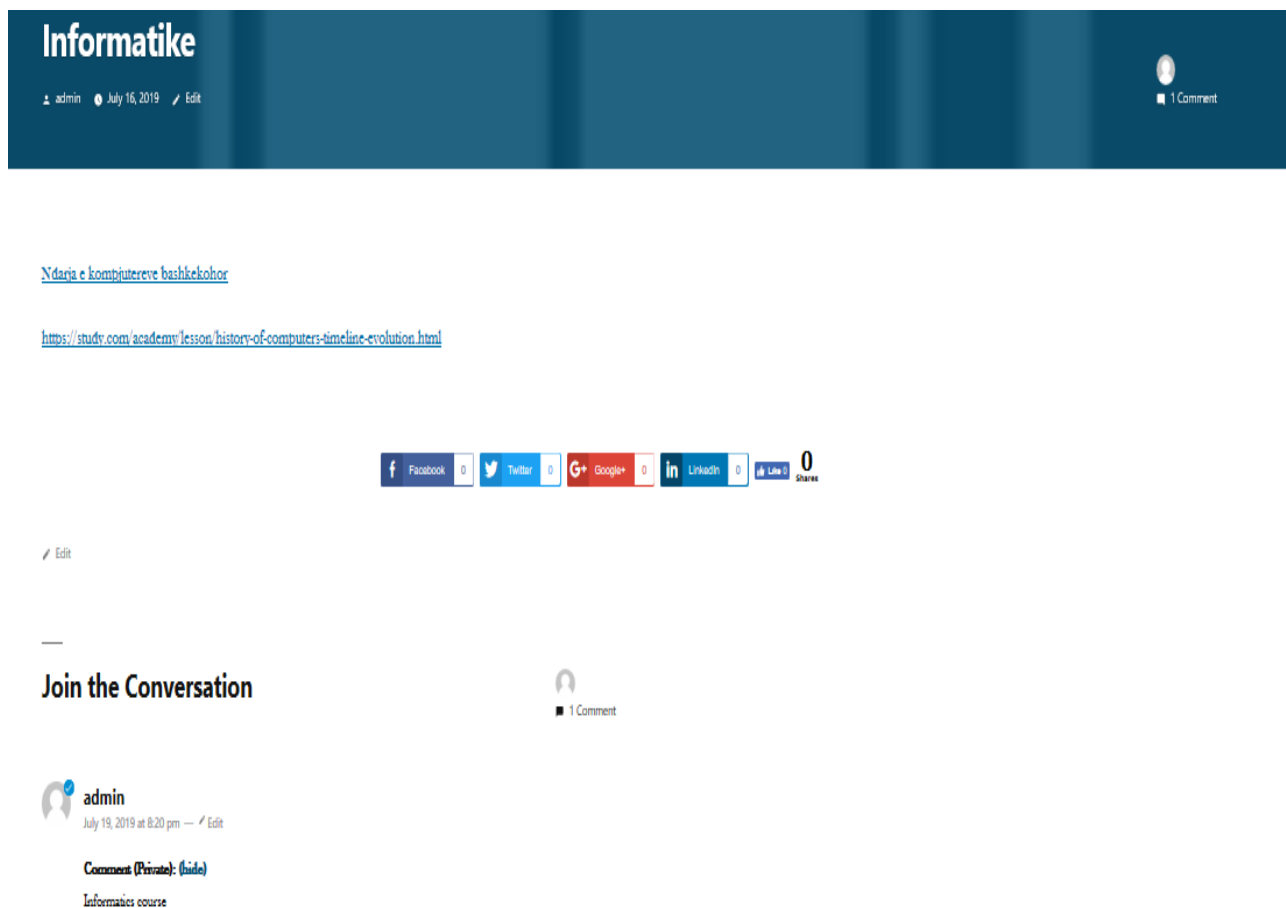 Informatike
admin July 16, 2019 Edit
1 Comment
Ndarja e kompjutereve bashkekohor
https://study.com/academy/lesson/history-of-computers-timeline-evolution.html
f Facebook 0 Twitter 0 G+ Google+ 0 in LinkedIn 0 Like 0 0
Shares
Edit
Join the Conversation
1 Comment
admin
July 19, 2019 at 8:20 pm — Edit
Comment (Private): (hide)
Informatics course